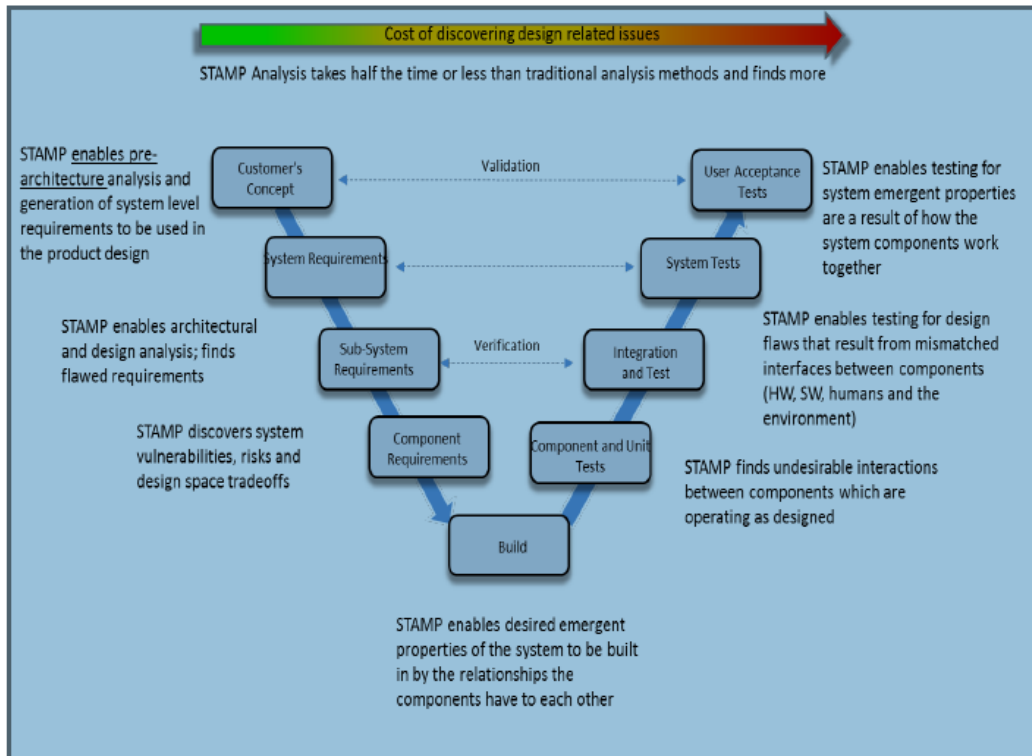 Cost of discovering design related issues
STAMP Analysis takes half the time or less than traditional analysis methods and finds more
STAMP enables pre-
architecture analysis and
generation of system level
requirements to be used in
the product design
Customer's
Concept
Validation
User Acceptance
Tests
STAMP enables testing for
system emergent properties
are a result of how the
system components work
together
System Requirements
System Tests
STAMP enables architectural
and design analysis; finds
flawed requirements
Sub-System
Requirements
Verification
Integration
and Test
STAMP enables testing for design
flaws that result from mismatched
interfaces between components
(HW, SW, humans and the
environment)
STAMP discovers system
vulnerabilities, risks and
design space tradeoffs
Component
Requirements
Component and Unit
Tests
STAMP finds undesirable interactions
between components which are
operating as designed
Build
STAMP enables desired emergent
properties of the system to be built
in by the relationships the
components have to each other